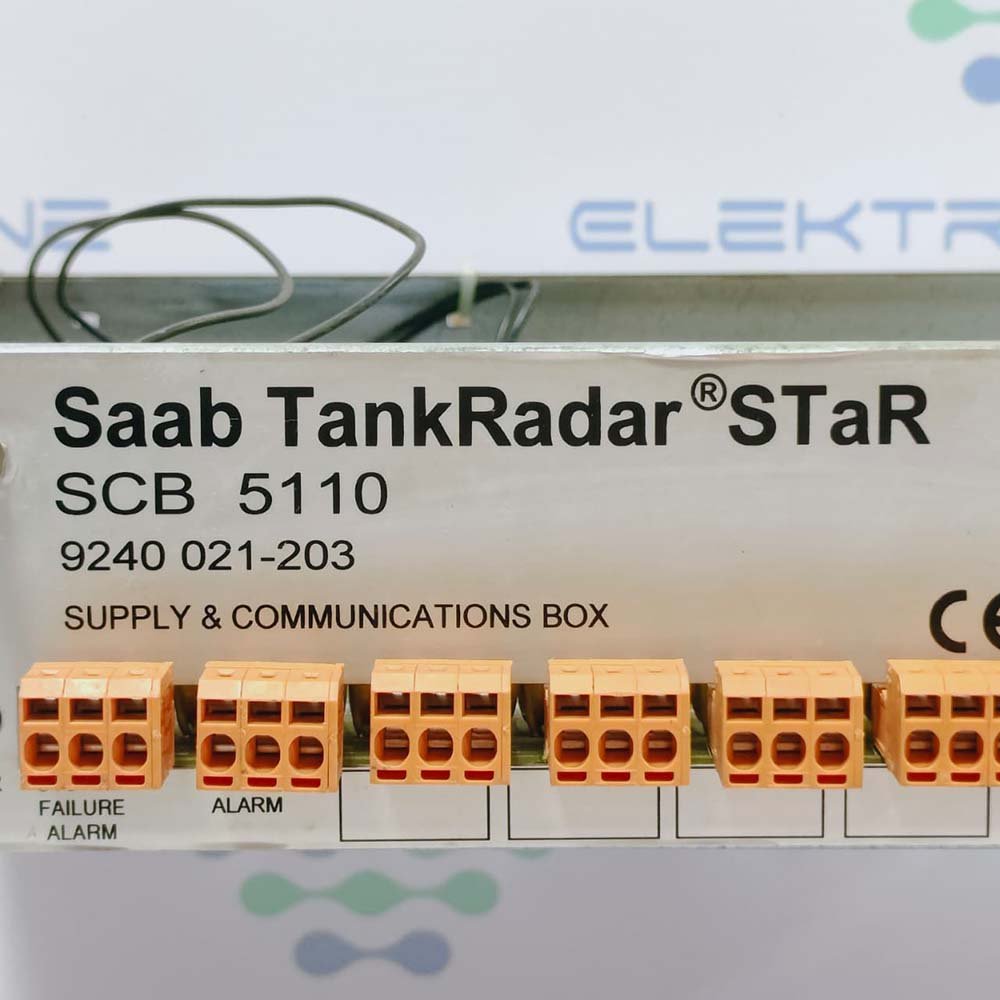 ELEKTR
Saab TankRadar® STaR
SCB 5110
9240 021-203
SUPPLY & COMMUNICATIONS BOX
CE
FAILURE
ALARM
ALARM